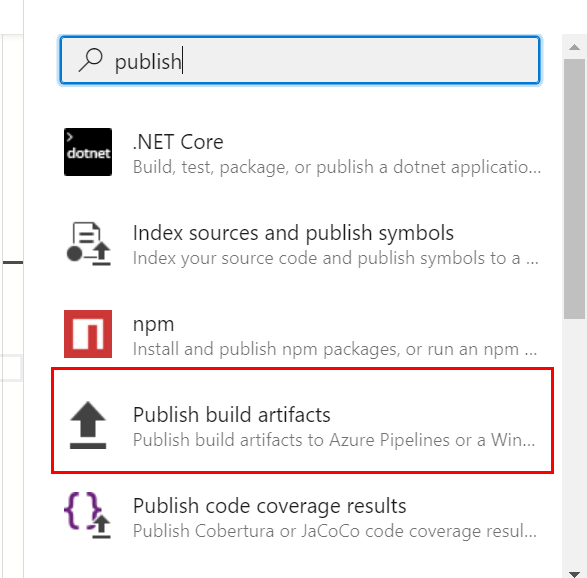 publish
.NET Core
dotnet
Build, test, package, or publish a dotnet applicatio...
Index sources and publish symbols
Index your source code and publish symbols to a ...
npm
Install and publish npm packages, or run an npm ...
Publish build artifacts
Publish build artifacts to Azure Pipelines or a Win...
Publish code coverage results
Publish Cobertura or JaCoCo code coverage resul...